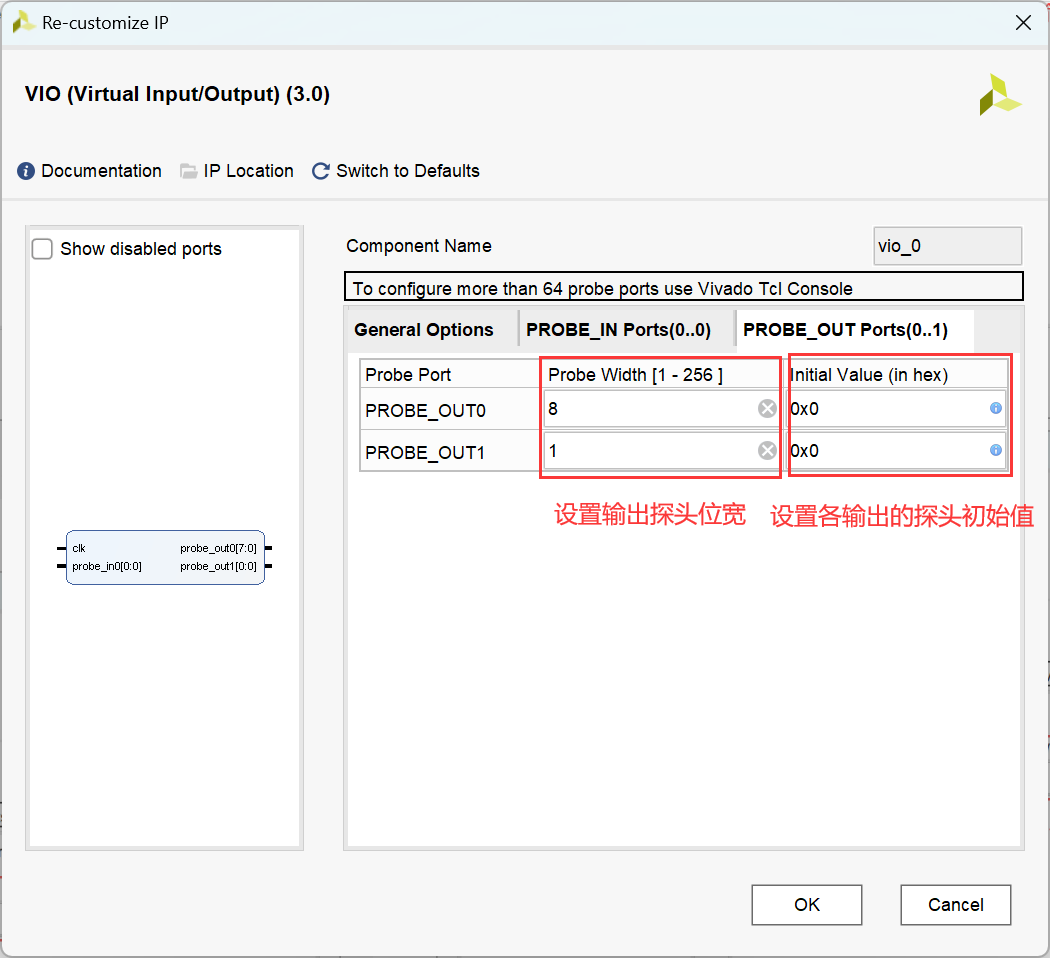 Re-customize IP
VIO (Virtual Input/Output) (3.0)
Documentation IP Location Switch to Defaults
Show disabled ports
clk probe_out0[7:0]
probe_in0[0:0] probe_out1[0:0]
Component Name vio_0
To configure more than 64 probe ports use Vivado Tcl Console
General Options PROBE_IN Ports(0..0) PROBE_OUT Ports(0..1)
Probe Port Probe Width [1 - 256 ] Initial Value (in hex)
PROBE_OUT0 8 0x0
PROBE_OUT1 1 0x0
设置输出探头位宽 设置各输出的探头初始值
OK Cancel